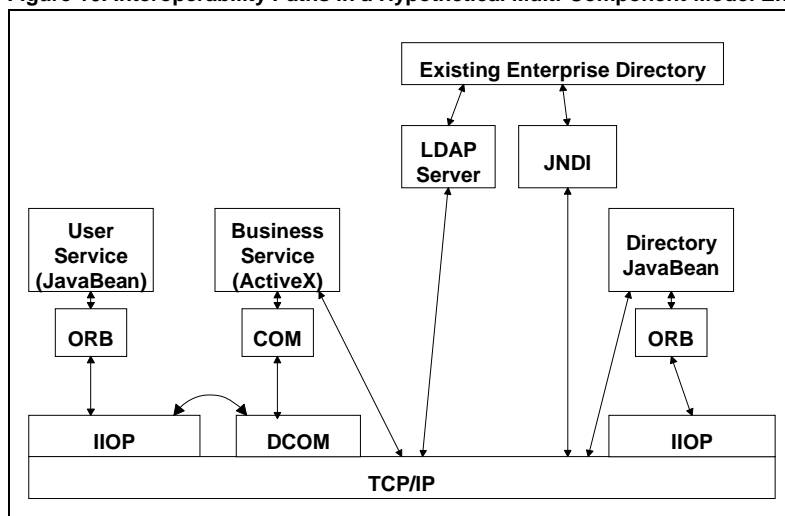 Figure 10. Interoperability Paths in a Hypothetical Multi-Component Model
Existing Enterprise Directory
LDAP
Server
JNDI
User
Service
(JavaBean)
Business
Service
(ActiveX)
Directory
JavaBean
ORB
COM
ORB
IIOP
DCOM
IIOP
TCP/IP